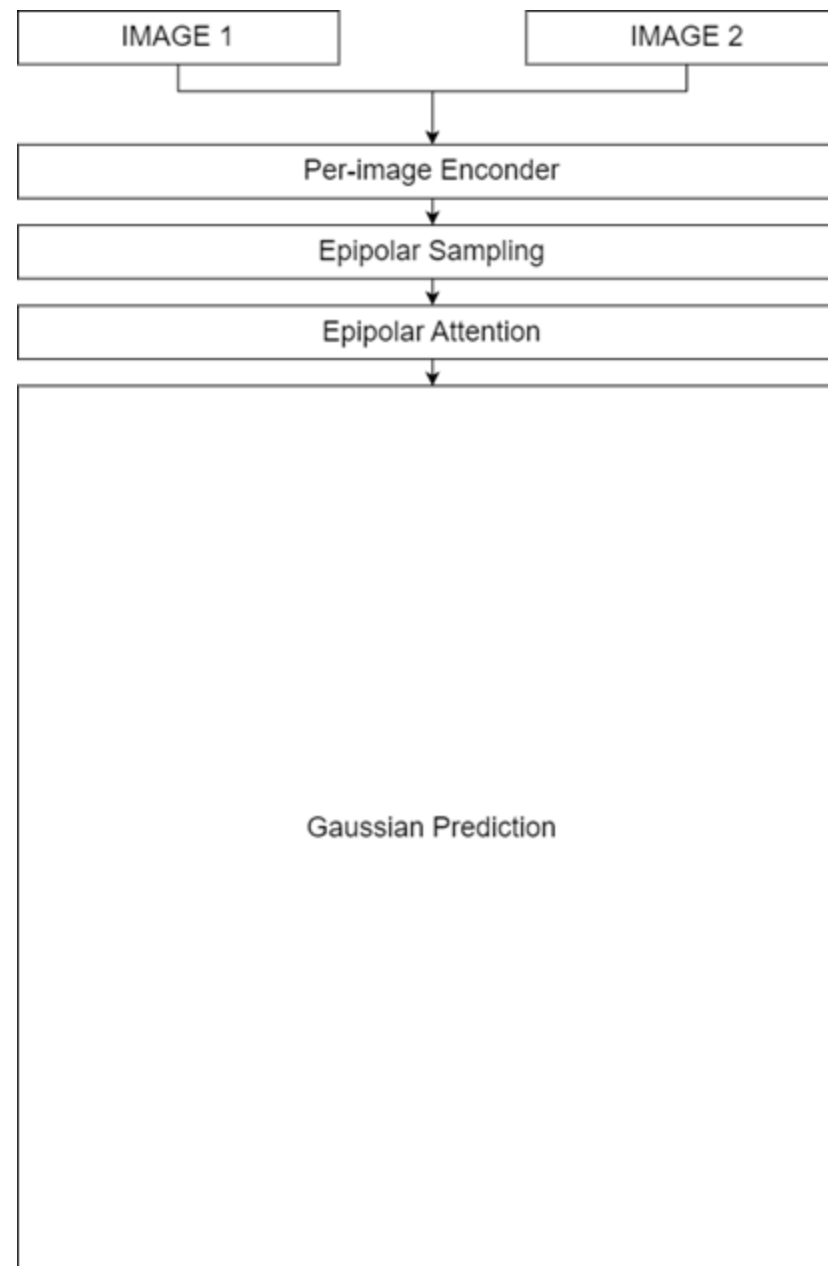 IMAGE 1
IMAGE 2
Per-image Enconder
Epipolar Sampling
Epipolar Attention
Gaussian Prediction